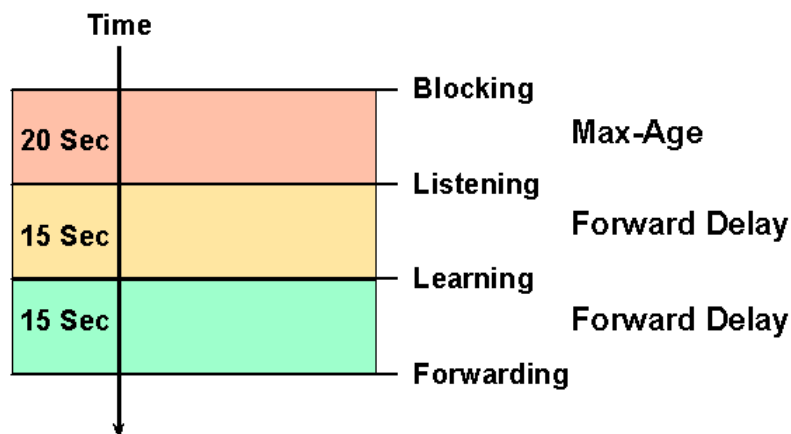 Time
Blocking
20 Sec
Max-Age
Listening
15 Sec
Forward Delay
Learning
15 Sec
Forward Delay
Forwarding